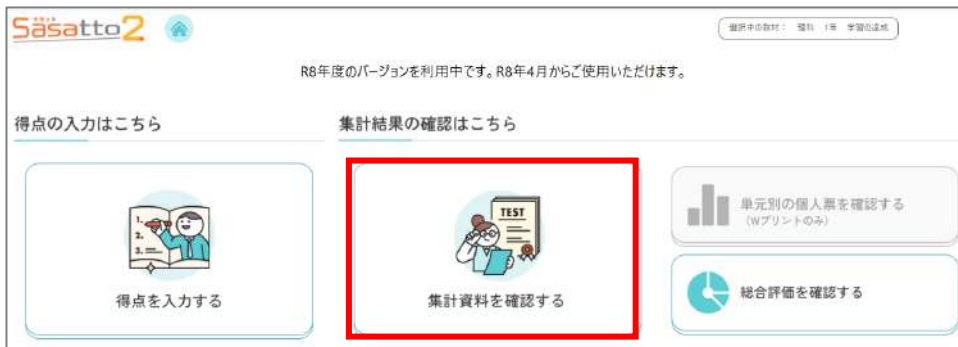 Sasatto2
選択中の教材： 理科 1年 学習の達成
R8年度のバージョンを利用中です。R8年4月からご使用いただけます。
得点の入力はこちら
集計結果の確認はこちら
1.
2.
3.
TEST
得点を入力する
集計資料を確認する
単元別の個人票を確認する
（Wプリントのみ）
総合評価を確認する